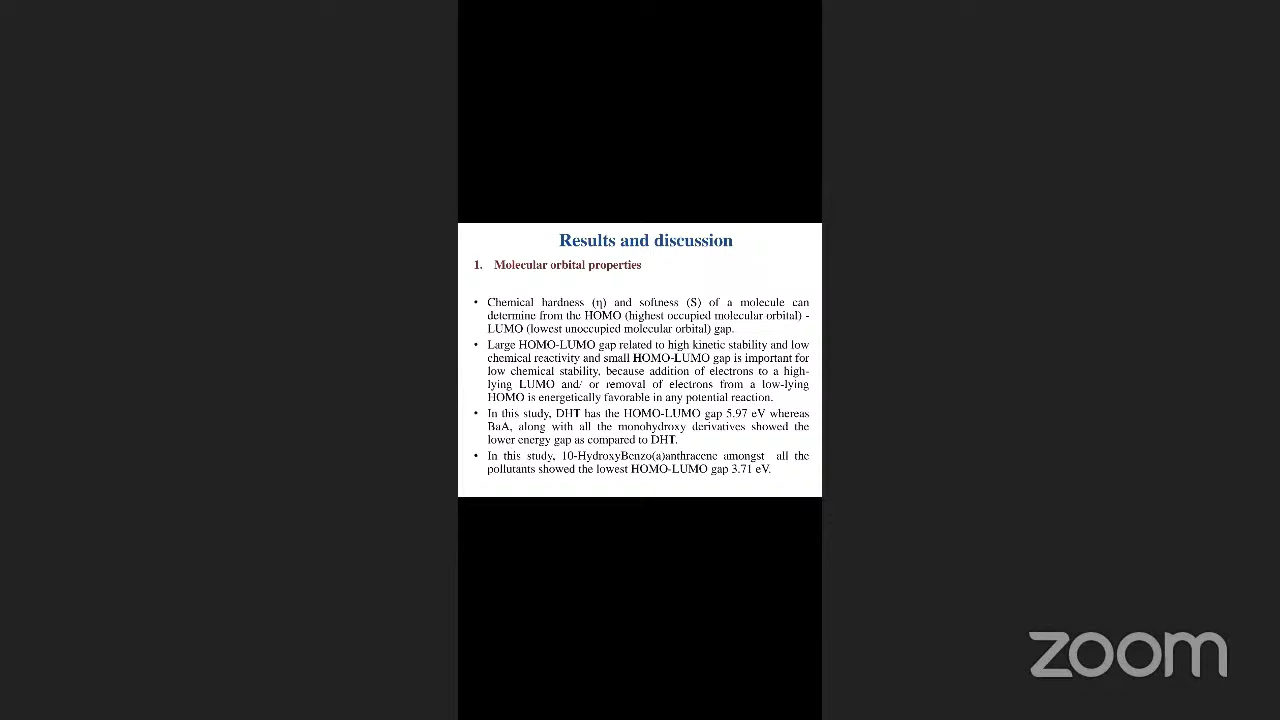 Results and discussion
1. Molecular orbital properties
• Chemical hardness (η) and softness (S) of a molecule can
determine from the HOMO (highest occupied molecular orbital) -
LUMO (lowest unoccupied molecular orbital) gap.
• Large HOMO-LUMO gap related to high kinetic stability and low
chemical reactivity and small HOMO-LUMO gap is important for
low chemical stability, because addition of electrons to a high-
lying LUMO and/ or removal of electrons from a low-lying
HOMO is energetically favorable in any potential reaction.
• In this study, DHT has the HOMO-LUMO gap 5.97 eV whereas
BaA, along with all the monohydroxy derivatives showed the
lower energy gap as compared to DHT.
• In this study, 10-HydroxyBenzo(a)anthracene amongst all the
pollutants showed the lowest HOMO-LUMO gap 3.71 eV.
zoom